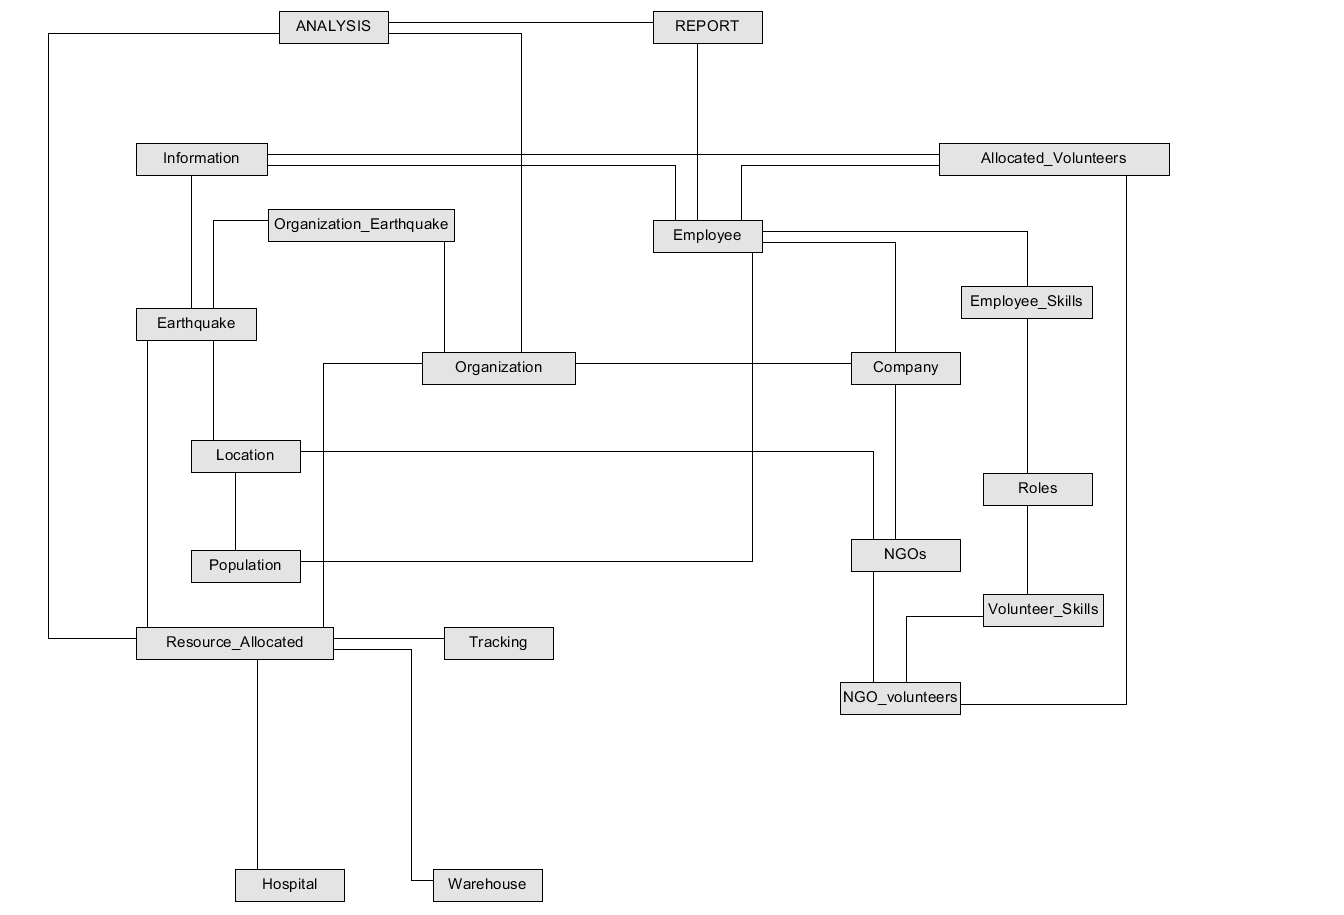 ANALYSIS
REPORT
Information
Allocated_Volunteers
Organization_Earthquake
Employee
Employee_Skills
Earthquake
Organization
Company
Location
Roles
NGOs
Population
Volunteer_Skills
Resource_Allocated
Tracking
NGO_volunteers
Hospital
Warehouse